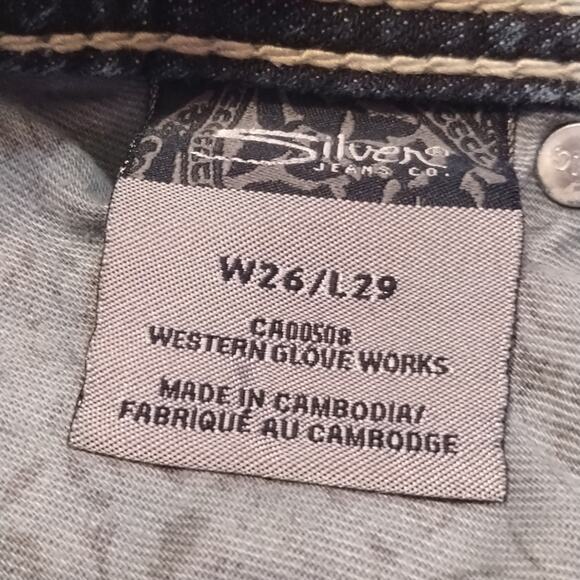 Silver
JEANS CO.
W26/L29
CA00508
WESTERN GLOVE WORKS
MADE IN CAMBODIA/
FABRIQUÉ AU CAMBODGE